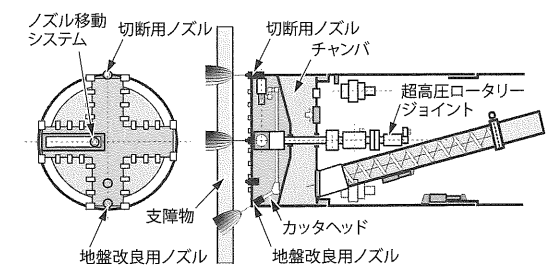 ノズル移動
システム
切断用ノズル
切断用ノズル
チャンバ
超高圧ロータリー
ジョイント
支障物
カッタヘッド
地盤改良用ノズル
地盤改良用ノズル